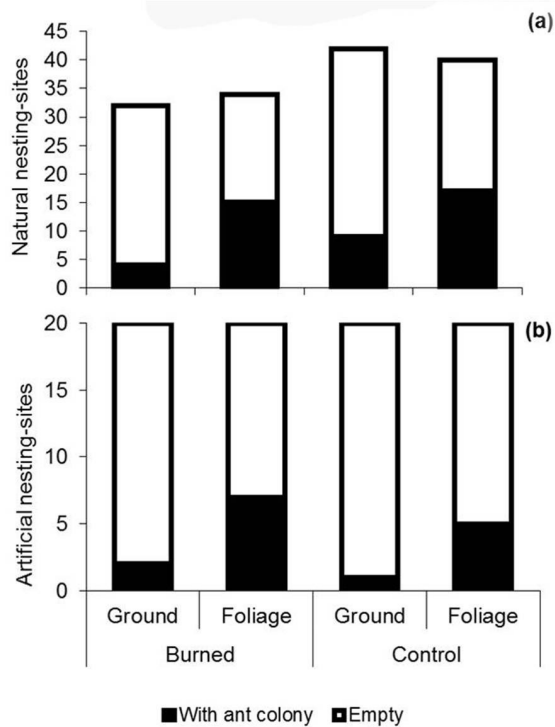 (a)
Natural nesting-sites
45
40
35
30
25
20
15
10
5
0
(b)
Artificial nesting-sites
20
15
10
5
0
Ground Foliage Ground Foliage
Burned Control
With ant colony Empty